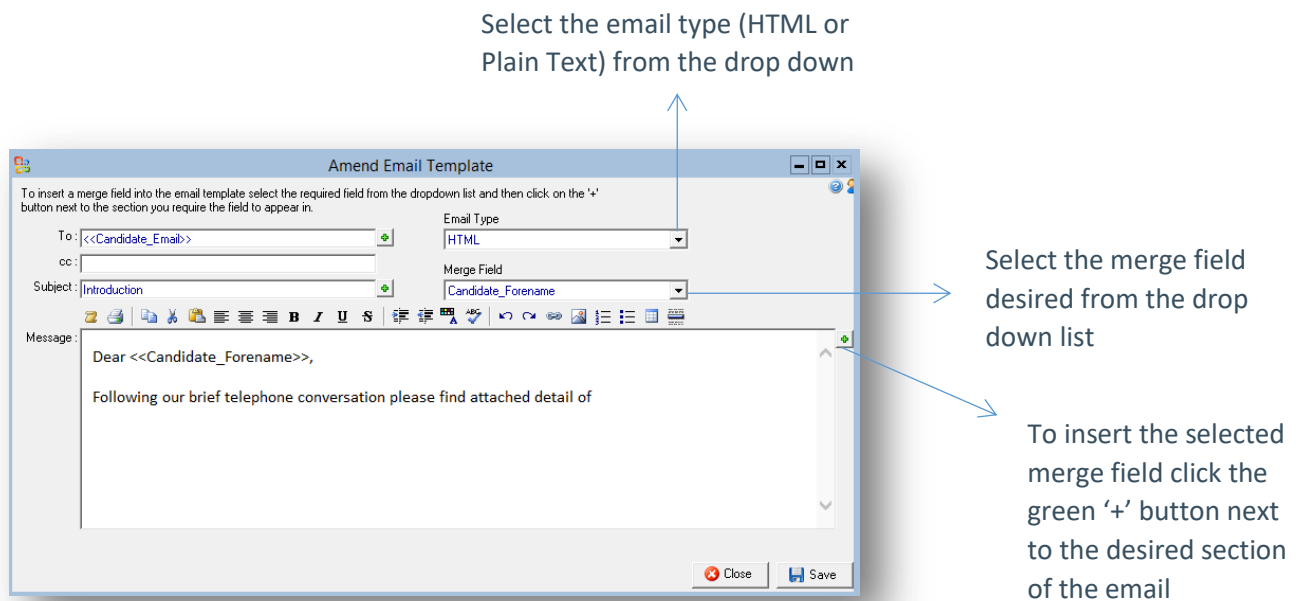 Select the email type (HTML or
Plain Text) from the drop down
Amend Email Template
To insert a merge field into the email template select the required field from the dropdown list and then click on the '+'
button next to the section you require the field to appear in.
Email Type
To : <<Candidate_Email>>
HTML
cc :
Merge Field
Subject : Introduction
Candidate_Forename
B I U S
ABC
Message :
Dear <<Candidate_Forename>>,
Following our brief telephone conversation please find attached detail of
Close
Save
Select the merge field
desired from the drop
down list
To insert the selected
merge field click the
green ‘+’ button next
to the desired section
of the email